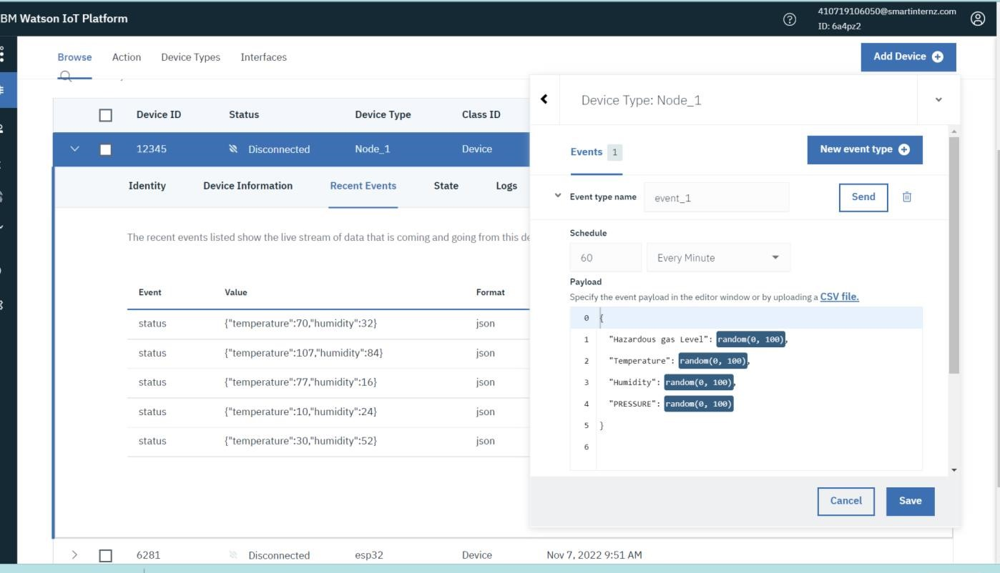 BM Watson IoT Platform
410719106050@smartinternz.com
ID: 6a4pz2
Browse Action Device Types Interfaces
Add Device
Device ID Status Device Type Class ID
12345 Disconnected Node_1 Device
Identity Device Information Recent Events State Logs
The recent events listed show the live stream of data that is coming and going from this de
Event Value Format
status {"temperature":70,"humidity":32} json
status {"temperature":107,"humidity":84} json
status {"temperature":77,"humidity":16} json
status {"temperature":10,"humidity":24} json
status {"temperature":30,"humidity":52} json
6281 Disconnected esp32 Device Nov 7, 2022 9:51 AM
Device Type: Node_1
Events 1
New event type
Event type name event_1 Send
Schedule
60 Every Minute
Payload
Specify the event payload in the editor window or by uploading a CSV file.
0 {
1 "Hazardous gas Level": random(0, 100),
2 "Temperature": random(0, 100),
3 "Humidity": random(0, 100),
4 "PRESSURE": random(0, 100)
5 }
6
Cancel Save